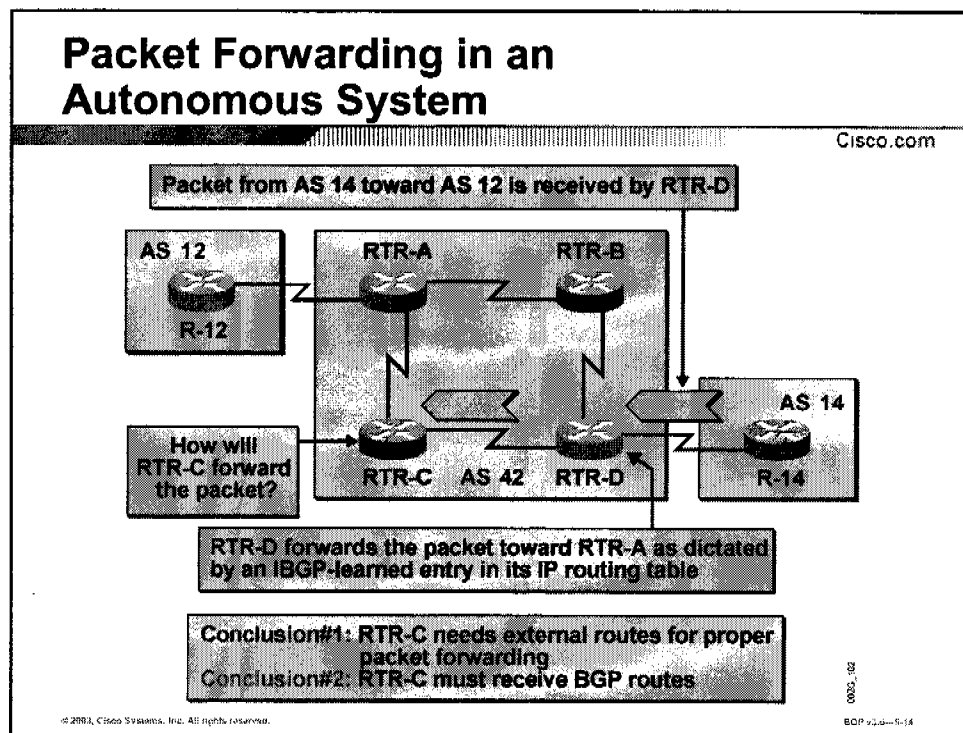 Packet Forwarding in an
Autonomous System
Cisco.com
Packet from AS 14 toward AS 12 is received by RTR-D
AS 12
R-12
RTR-A
RTR-B
How will
RTR-C forward
the packet?
RTR-C
AS 42
RTR-D
AS 14
R-14
RTR-D forwards the packet toward RTR-A as dictated
by an IBGP-learned entry in its IP routing table
Conclusion#1: RTR-C needs external routes for proper
packet forwarding
Conclusion#2: RTR-C must receive BGP routes
© 2003, Cisco Systems, Inc. All rights reserved.